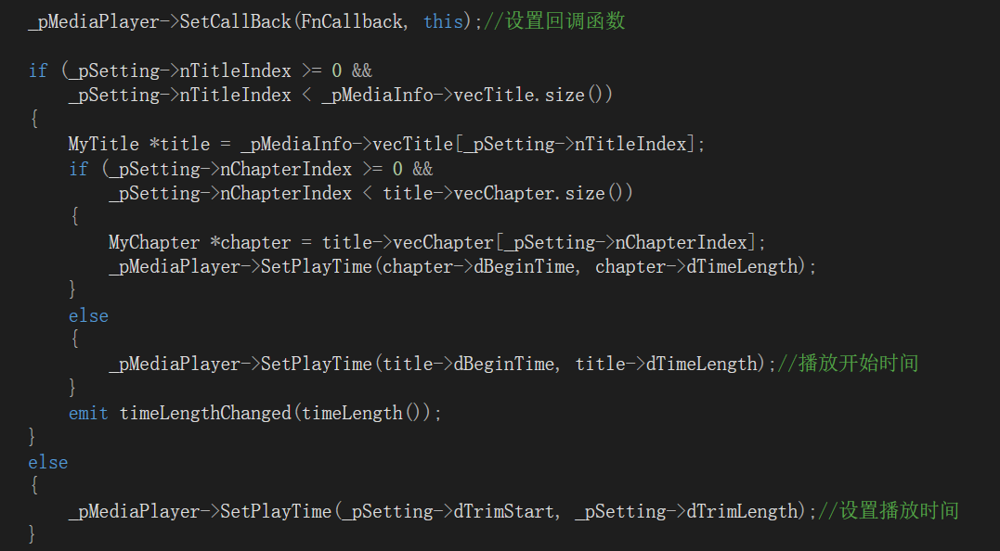 _pMediaPlayer->SetCallBack(FnCallback, this);//设置回调函数
if (_pSetting->nTitleIndex >= 0 &&
_pSetting->nTitleIndex < _pMediaInfo->vecTitle.size())
{
MyTitle *title = _pMediaInfo->vecTitle[_pSetting->nTitleIndex];
if (_pSetting->nChapterIndex >= 0 &&
_pSetting->nChapterIndex < title->vecChapter.size())
{
MyChapter *chapter = title->vecChapter[_pSetting->nChapterIndex];
_pMediaPlayer->SetPlayTime(chapter->dBeginTime, chapter->dTimeLength);
}
else
{
_pMediaPlayer->SetPlayTime(title->dBeginTime, title->dTimeLength);//播放开始时间
}
emit timeLengthChanged(timeLength());
}
else
{
_pMediaPlayer->SetPlayTime(_pSetting->dTrimStart, _pSetting->dTrimLength);//设置播放时间
}